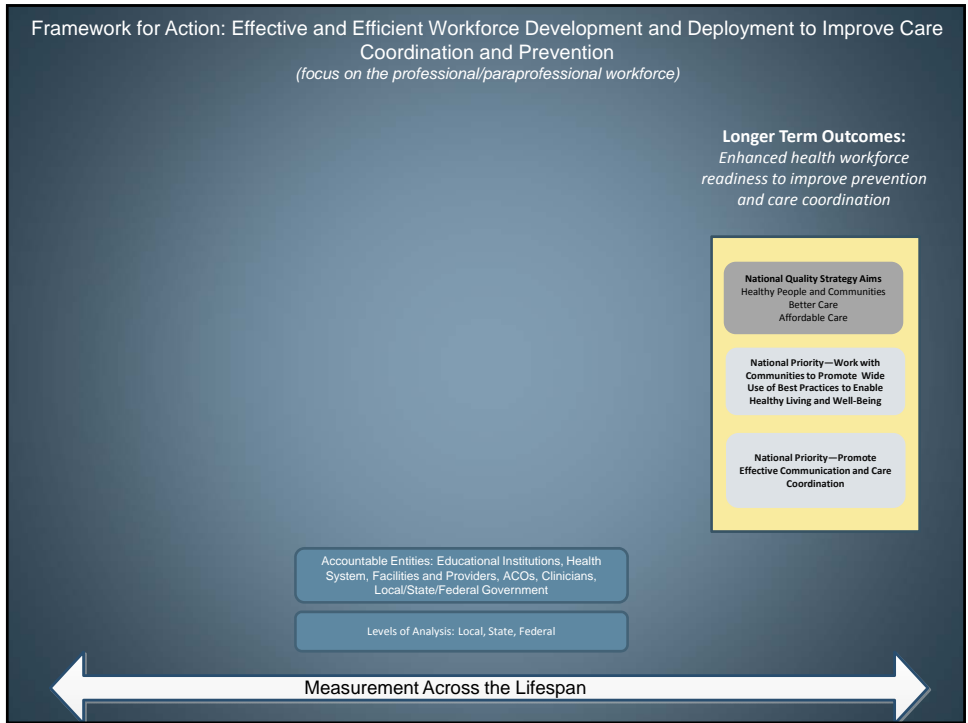 Framework for Action: Effective and Efficient Workforce Development and Deployment to Improve Care
Coordination and Prevention
(focus on the professional/paraprofessional workforce)
Longer Term Outcomes:
Enhanced health workforce
readiness to improve prevention
and care coordination
National Quality Strategy Aims
Healthy People and Communities
Better Care
Affordable Care
National Priority—Work with
Communities to Promote Wide
Use of Best Practices to Enable
Healthy Living and Well-Being
National Priority—Promote
Effective Communication and Care
Coordination
Accountable Entities: Educational Institutions, Health
System, Facilities and Providers, ACOs, Clinicians,
Local/State/Federal Government
Levels of Analysis: Local, State, Federal
Measurement Across the Lifespan